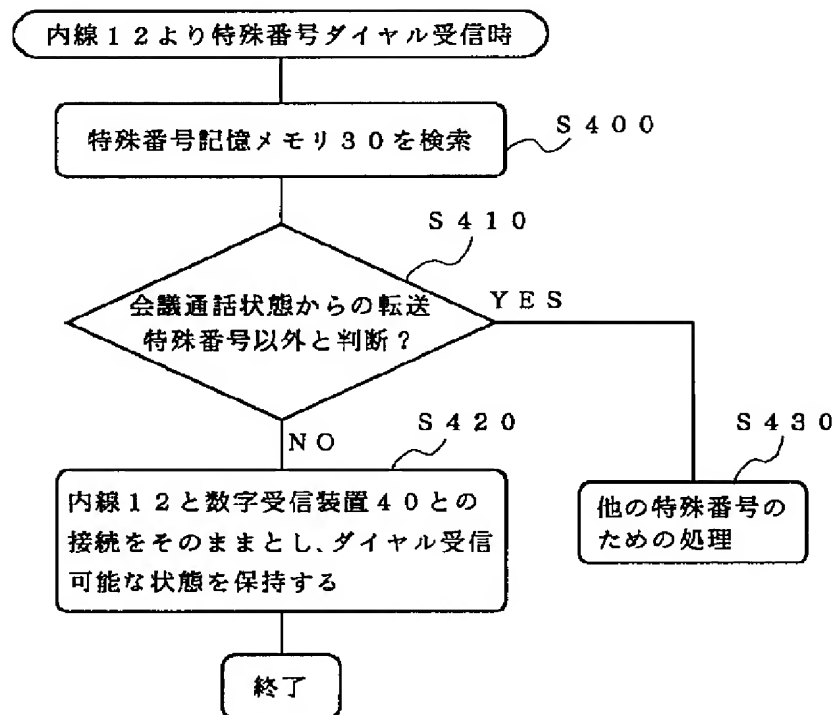 内線１２より特殊番号ダイヤル受信時
特殊番号記憶メモリ３０を検索
Ｓ４００
Ｓ４１０
会議通話状態からの転送
特殊番号以外と判断？
ＹＥＳ
ＮＯ
Ｓ４２０
Ｓ４３０
内線１２と数字受信装置４０との
接続をそのままとし、ダイヤル受信
可能な状態を保持する
他の特殊番号の
ための処理
終了